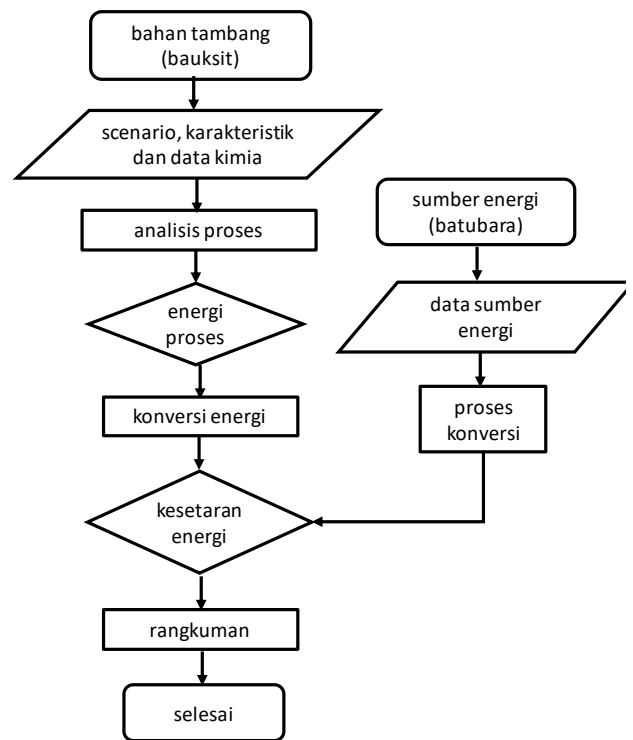 bahan tambang
(bauksit)
scenario, karakteristik
dan data kimia
analisis proses
energi
proses
konversi energi
kesetaran
energi
rangkuman
selesai
sumber energi
(batubara)
data sumber
energi
proses
konversi